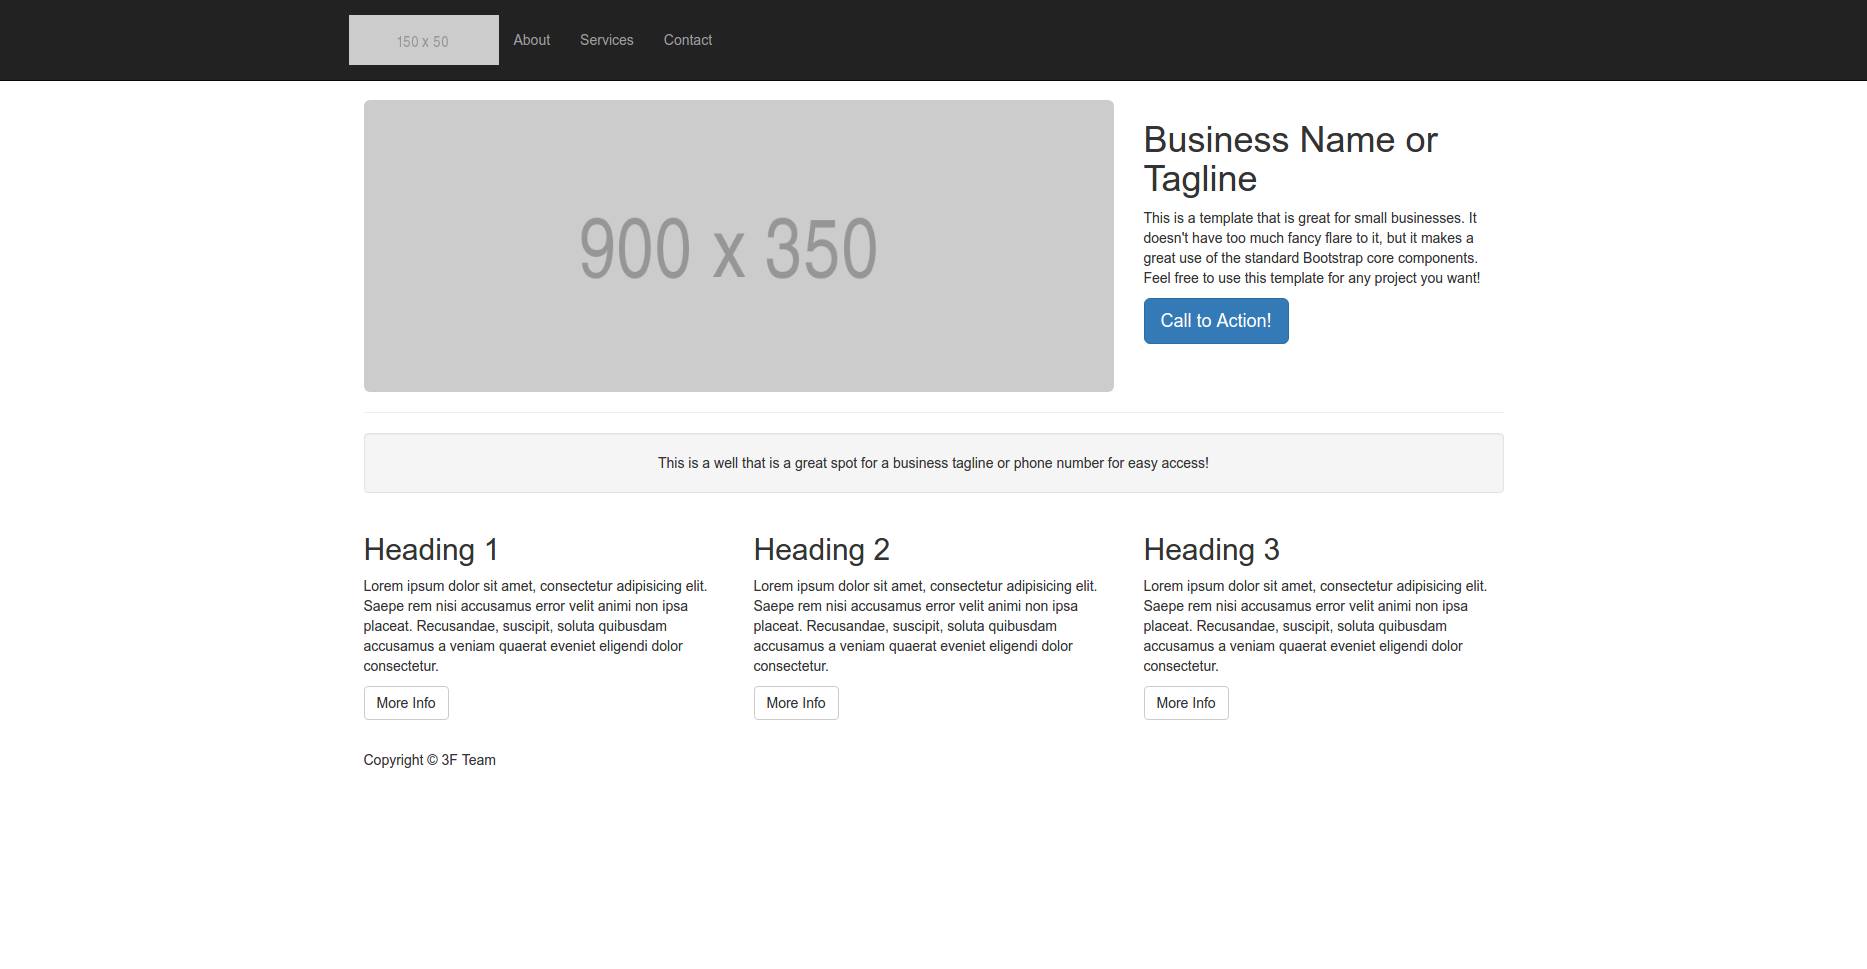 150 x 50
About
Services
Contact
900 x 350
Business Name or
Tagline
This is a template that is great for small businesses. It
doesn't have too much fancy flare to it, but it makes a
great use of the standard Bootstrap core components.
Feel free to use this template for any project you want!
Call to Action!
This is a well that is a great spot for a business tagline or phone number for easy access!
Heading 1
Lorem ipsum dolor sit amet, consectetur adipisicing elit.
Saepe rem nisi accusamus error velit animi non ipsa
placeat. Recusandae, suscipit, soluta quibusdam
accusamus a veniam quaerat eveniet eligendi dolor
consectetur.
More Info
Heading 2
Lorem ipsum dolor sit amet, consectetur adipisicing elit.
Saepe rem nisi accusamus error velit animi non ipsa
placeat. Recusandae, suscipit, soluta quibusdam
accusamus a veniam quaerat eveniet eligendi dolor
consectetur.
More Info
Heading 3
Lorem ipsum dolor sit amet, consectetur adipisicing elit.
Saepe rem nisi accusamus error velit animi non ipsa
placeat. Recusandae, suscipit, soluta quibusdam
accusamus a veniam quaerat eveniet eligendi dolor
consectetur.
More Info
Copyright © 3F Team